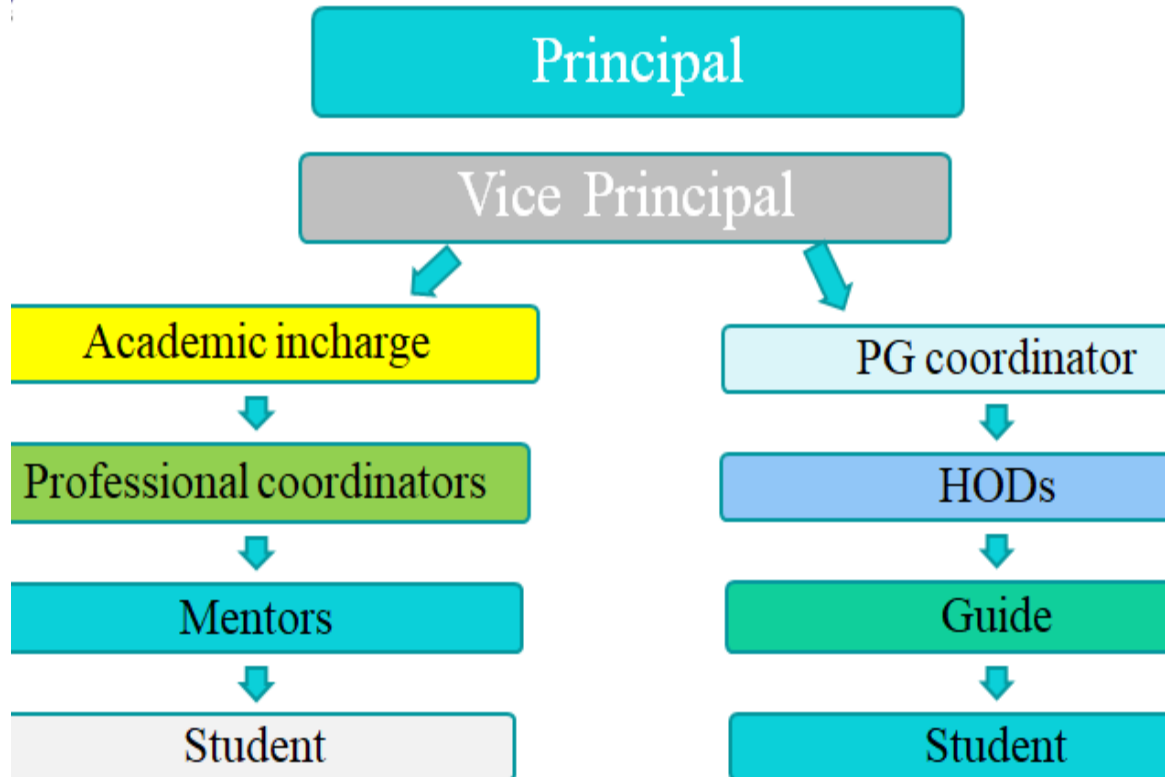 Principal
Vice Principal
Academic incharge
PG coordinator
Professional coordinators
HODs
Mentors
Guide
Student
Student